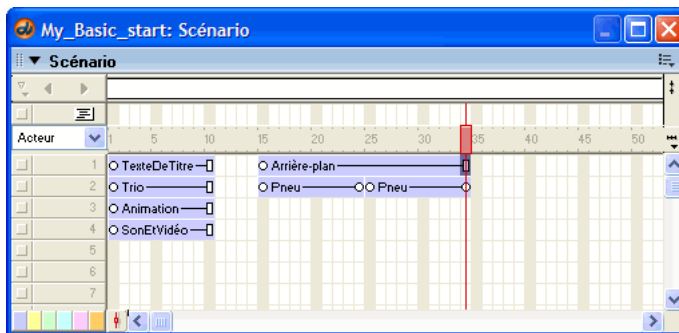 My_Basic_start: Scénario
Scénario
Acteur 1 5 10 15 20 25 30 35 40 45 50
1 TexteDeTitre Arrière-plan
2 Trio Pneu Pneu
3 Animation
4 SonEtVidéo
5
6
7